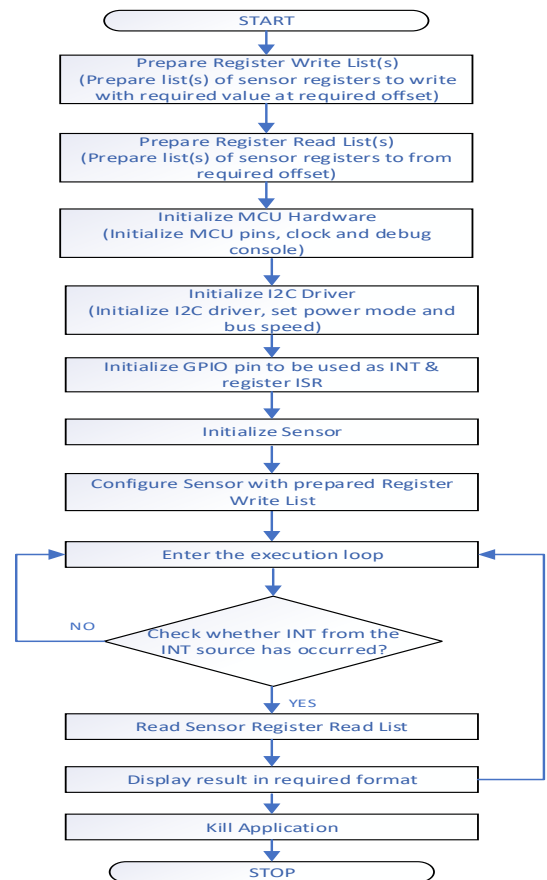 START
Prepare Register Write List(s)
(Prepare list(s) of sensor registers to write
with required value at required offset)
Prepare Register Read List(s)
(Prepare list(s) of sensor registers to from
required offset)
Initialize MCU Hardware
(Initialize MCU pins, clock and debug
console)
Initialize I2C Driver
(Initialize I2C driver, set power mode and
bus speed)
Initialize GPIO pin to be used as INT &
register ISR
Initialize Sensor
Configure Sensor with prepared Register
Write List
Enter the execution loop
NO
Check whether INT from the
INT source has occurred?
YES
Read Sensor Register Read List
Display result in required format
Kill Application
STOP